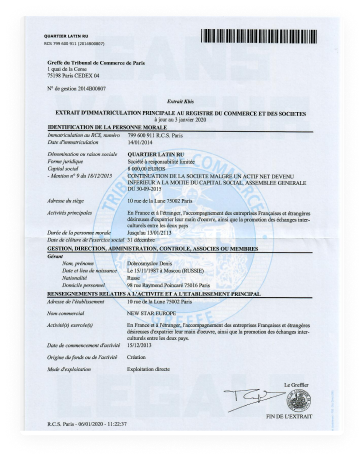 QUARTIER LATIN RU
RCS 799 600 911 (2014B00807)
Greffe du Tribunal de Commerce de Paris
1 quai de la Corse
75198 PARIS CEDEX 04
N° de gestion 2014B00807
Extrait Kbis
EXTRAIT D'IMMATRICULATION PRINCIPALE AU REGISTRE DU COMMERCE ET DES SOCIETES
à jour au 3 janvier 2020
IDENTIFICATION DE LA PERSONNE MORALE
Immatriculation au RCS, numéro 799 600 911 R.C.S. Paris
Date d'immatriculation 14/01/2014
Dénomination ou raison sociale QUARTIER LATIN RU
Forme juridique Société à responsabilité limitée
Capital social 8 000,00 EUROS
- Mention n° 9 du 18/12/2015 CONTINUATION DE LA SOCIETE MALGRE UN ACTIF NET DEVENU
INFERIEUR A LA MOITIE DU CAPITAL SOCIAL. ASSEMBLEE GENERALE
DU 30-09-2015
Adresse du siège 10 rue de la Lune 75002 Paris
Activités principales En France et à l'étranger, l'accompagnement des entreprises Françaises et étrangères
désireuses d'expatrier leur main d'oeuvre, ainsi que la promotion des échanges inter-
culturels entre les deux pays
Durée de la personne morale Jusqu'au 13/01/2113
Date de clôture de l'exercice social 31 décembre
GESTION, DIRECTION, ADMINISTRATION, CONTROLE, ASSOCIES OU MEMBRES
Gérant
Nom, prénoms Denis
Date et lieu de naissance Le 15/11/1987 à Moscou (RUSSIE)
Nationalité Russe
Domicile personnel 98 rue Raymond Poincaré 75016 Paris
RENSEIGNEMENTS RELATIFS A L'ACTIVITE ET A L'ETABLISSEMENT PRINCIPAL
Adresse de l'établissement 10 rue de la Lune 75002 Paris
Nom commercial NEW STAR EUROPE
Activité(s) exercée(s) En France et à l'étranger, l'accompagnement des entreprises Françaises et étrangères
désireuses d'expatrier leur main d'oeuvre, ainsi que la promotion des échanges inter-
culturels entre les deux pays.
Date de commencement d'activité 15/12/2013
Origine du fonds ou de l'activité Création
Mode d'exploitation Exploitation directe
Le Greffier
FIN DE L'EXTRAIT
R.C.S. Paris - 06/01/2020 - 11:22:37